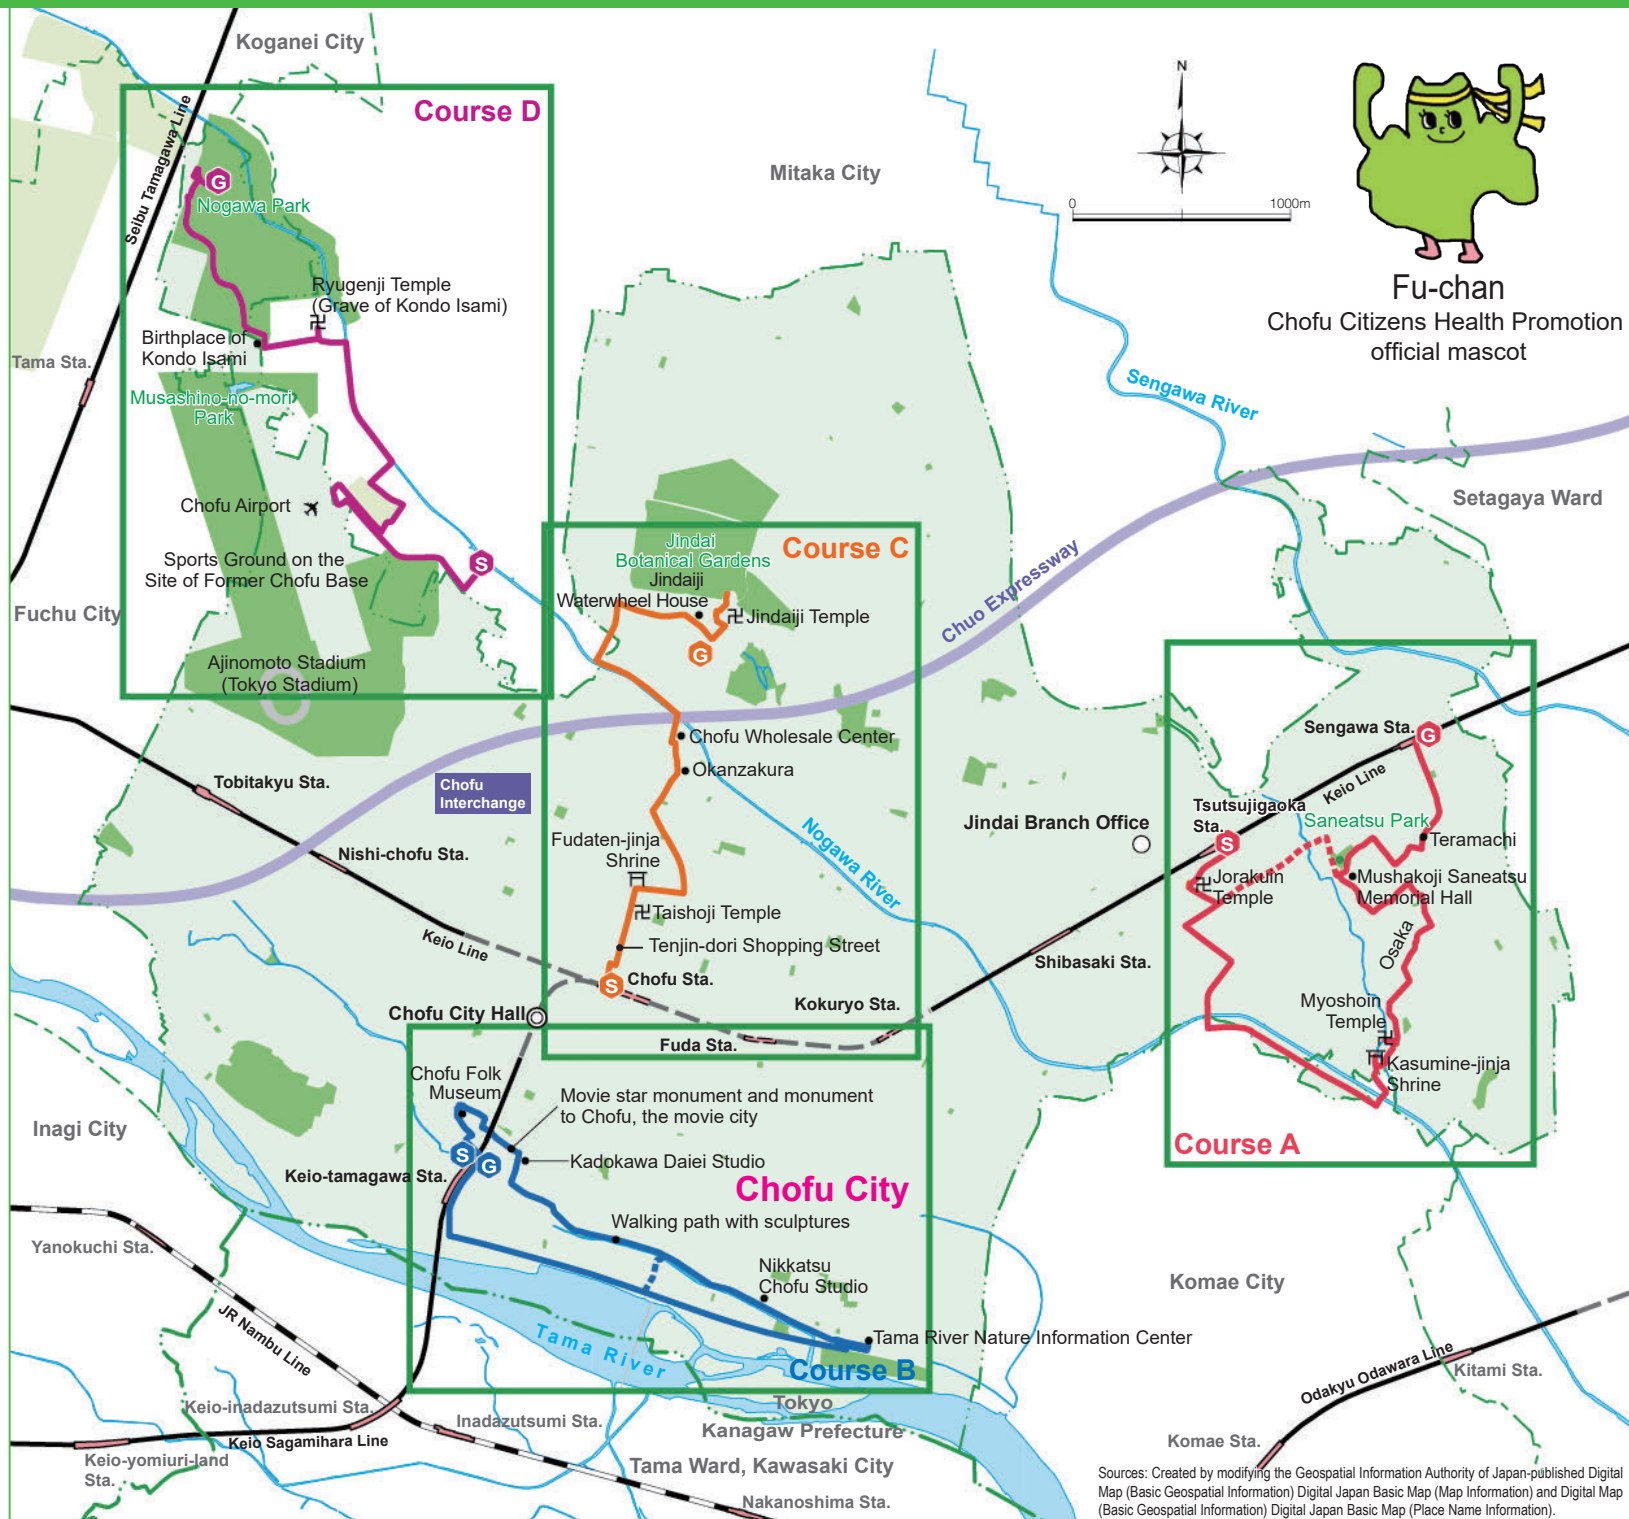 Koganei City
Course D
N
0
1000m
Mitaka City
Seibu Tamagawa Line
G
Nogawa Park
Ryugenji Temple
(Grave of Kondo Isami)
Birthplace of
Kondo Isami
Tama Sta.
Musashino-no-mori
Park
Chofu Airport
Sports Ground on the
Site of Former Chofu Base
S
Fuchu City
Ajinomoto Stadium
(Tokyo Stadium)
Fu-chan
Chofu Citizens Health Promotion
official mascot
Sengawa River
Setagaya Ward
Chuo Expressway
Course C
Jindai
Botanical Gardens
Jindaiji
Waterwheel House
Jindaiji Temple
G
Chofu Wholesale Center
Okanzakura
Nogawa River
Fudaten-jinja
Shrine
Taishoji Temple
Tenjin-dori Shopping Street
S
Chofu Sta.
Tobitakyu Sta.
Chofu
Interchange
Nishi-chofu Sta.
Keio Line
Kokuryo Sta.
Chofu City Hall
Fuda Sta.
Jindai Branch Office
Shibasaki Sta.
Sengawa Sta.
G
Keio Line
Tsutsujigaoka
Sta.
S
Saneatsu Park
Teramachi
Jorakuin
Temple
Mushakoji Saneatsu
Memorial Hall
Osaka
Myoshoin
Temple
Kasumine-jinja
Shrine
Course A
Chofu Folk
Museum
Movie star monument and monument
to Chofu, the movie city
S
G
Kadokawa Daiei Studio
Keio-tamagawa Sta.
Chofu City
Walking path with sculptures
Nikkatsu
Chofu Studio
Tama River Nature Information Center
Tama River
Course B
Inagi City
Yanokuchi Sta.
JR Nambu Line
Keio-inadazutsumi Sta.
Keio Sagamihara Line
Keio-yomiuri-land
Sta.
Inadazutsumi Sta.
Tokyo
Kanagaw Prefecture
Tama Ward, Kawasaki City
Nakanoshima Sta.
Komae City
Odakyu Odawara Line
Kitami Sta.
Komae Sta.
Sources: Created by modifying the Geospatial Information Authority of Japan-published Digital
Map (Basic Geospatial Information) Digital Japan Basic Map (Map Information) and Digital Map
(Basic Geospatial Information) Digital Japan Basic Map (Place Name Information).